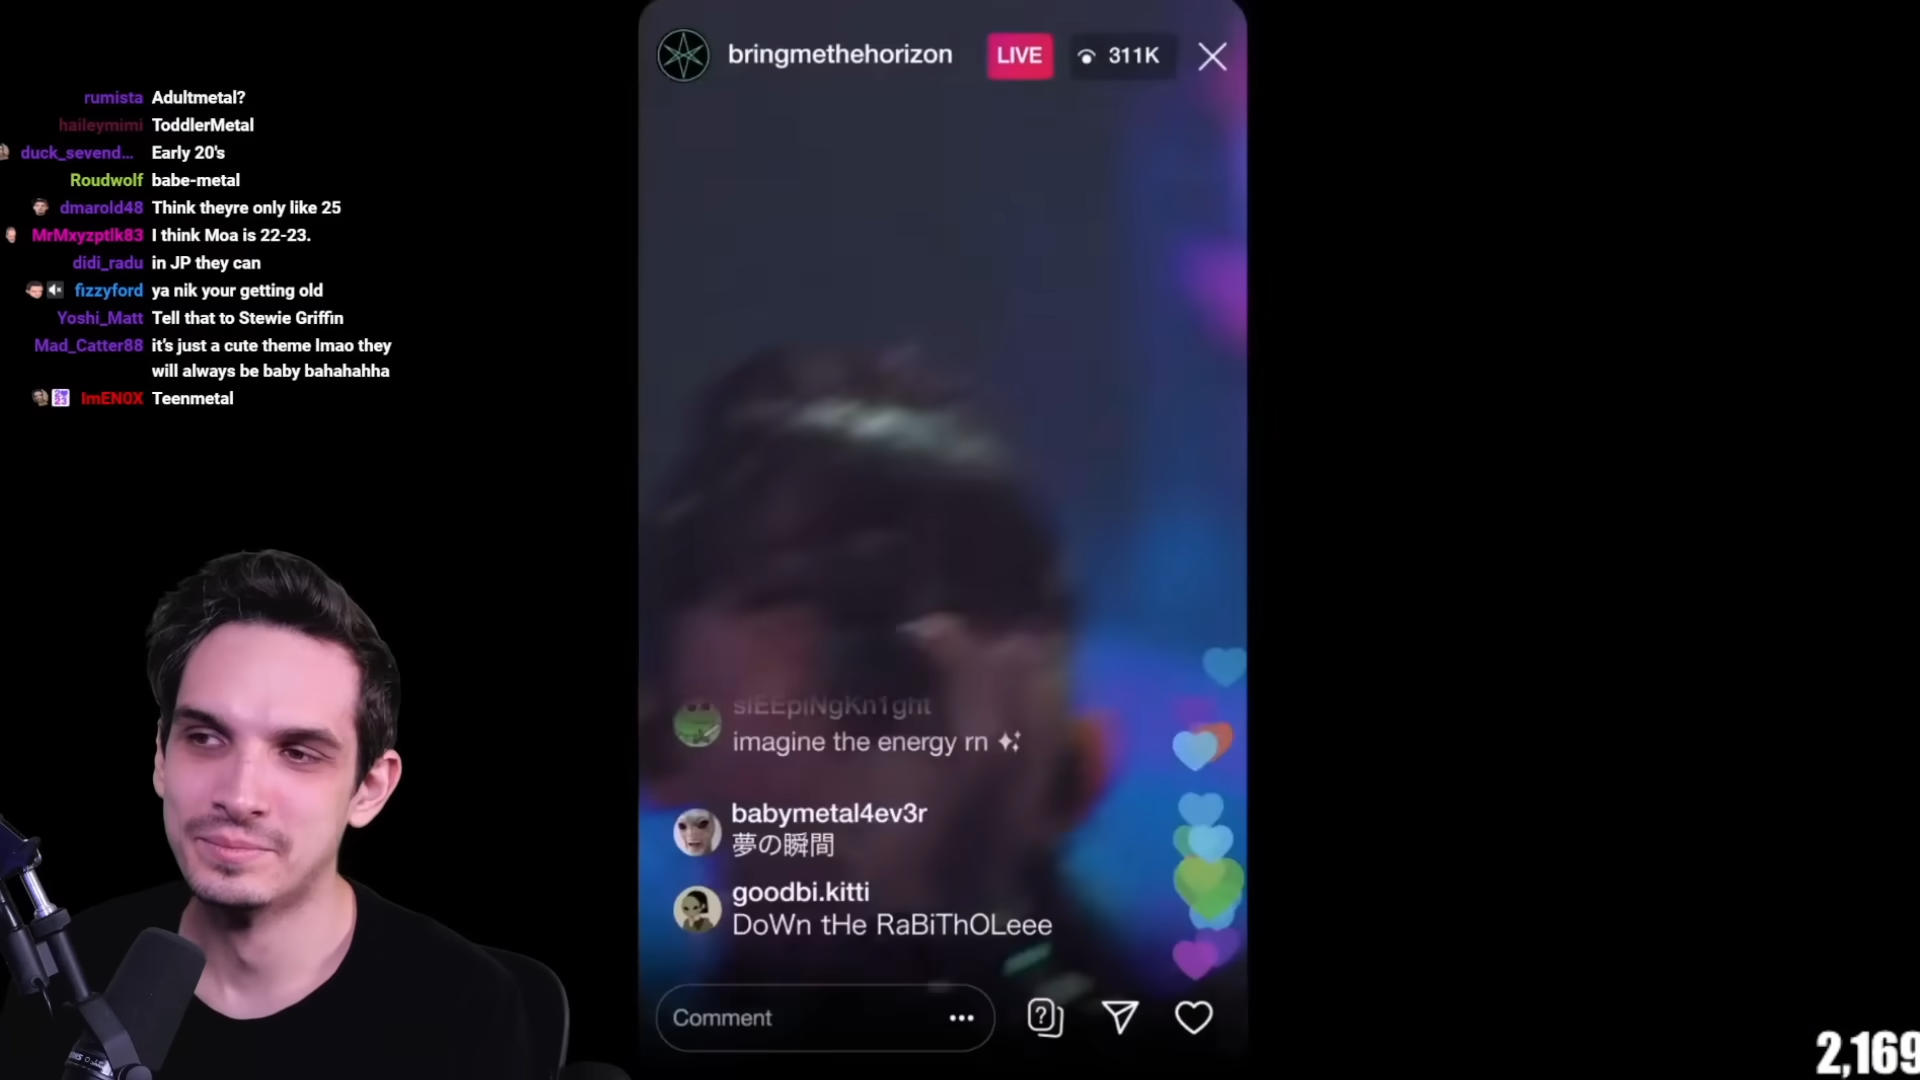 rumista Adultmetal?
haileymimi ToddlerMetal
duck_sevend... Early 20's
Roudwolf babe-metal
dmarold48 Think theyre only like 25
MrMxyzptlk83 I think Moa is 22-23.
didi_radu in JP they can
fizzyford ya nik your getting old
Yoshi_Matt Tell that to Stewie Griffin
Mad_Catter88 it's just a cute theme lmao they
will always be baby bahahahha
ImEN0X Teenmetal
bringmethehorizon LIVE 311K
slEEpiNgKn1ght
imagine the energy rn
babymetal4ev3r
夢の瞬間
goodbi.kitti
DoWn tHe RaBiThOLeee
Comment
2,169